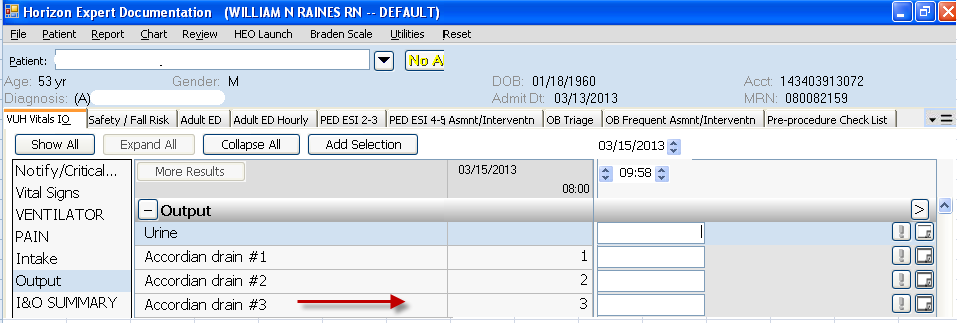 Horizon Expert Documentation (WILLIAM N RAINES RN -- DEFAULT)
File Patient Report Chart Review HEO Launch Braden Scale Utilities Reset
Patient: . No A
Age: 53 yr Gender: M DOB: 01/18/1960 Acct: 143403913072
Diagnosis: (A) Admit Dt: 03/13/2013 MRN: 080082159
VUH Vitals IO Safety / Fall Risk Adult ED Adult ED Hourly PED ESI 2-3 PED ESI 4-5 Asmnt/Interventn OB Triage OB Frequent Asmnt/Interventn Pre-procedure Check List
Show All Expand All Collapse All Add Selection 03/15/2013
Notify/Critical... More Results 03/15/2013 09:58
Vital Signs 08:00
VENTILATOR Output
PAIN Urine
Intake Accordian drain #1 1
Output Accordian drain #2 2
I&O SUMMARY Accordian drain #3 3